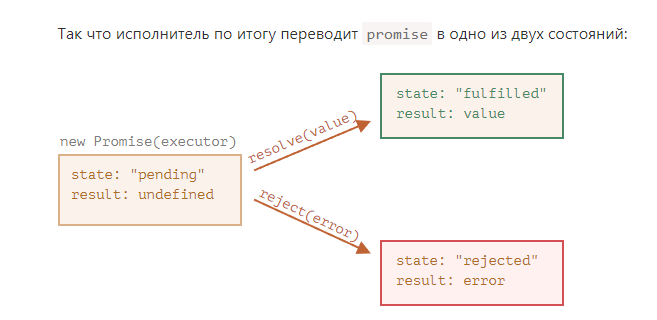 Так что исполнитель по итогу переводит promise в одно из двух состояний:
new Promise(executor)
state: "pending"
result: undefined
resolve(value)
reject(error)
state: "fulfilled"
result: value
state: "rejected"
result: error